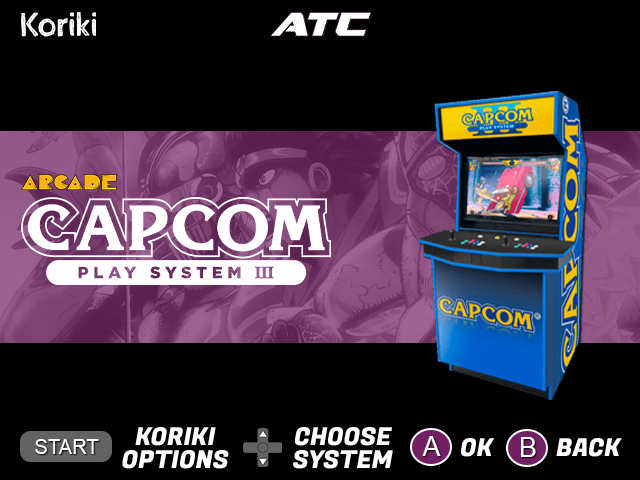 Koriki
ATC
ARCADE
CAPCOM
PLAY SYSTEM III
CAPCOM
PLAY SYSTEM
CAPCOM
CAPCOM
START
KORIKI OPTIONS
CHOOSE SYSTEM
A OK
B BACK